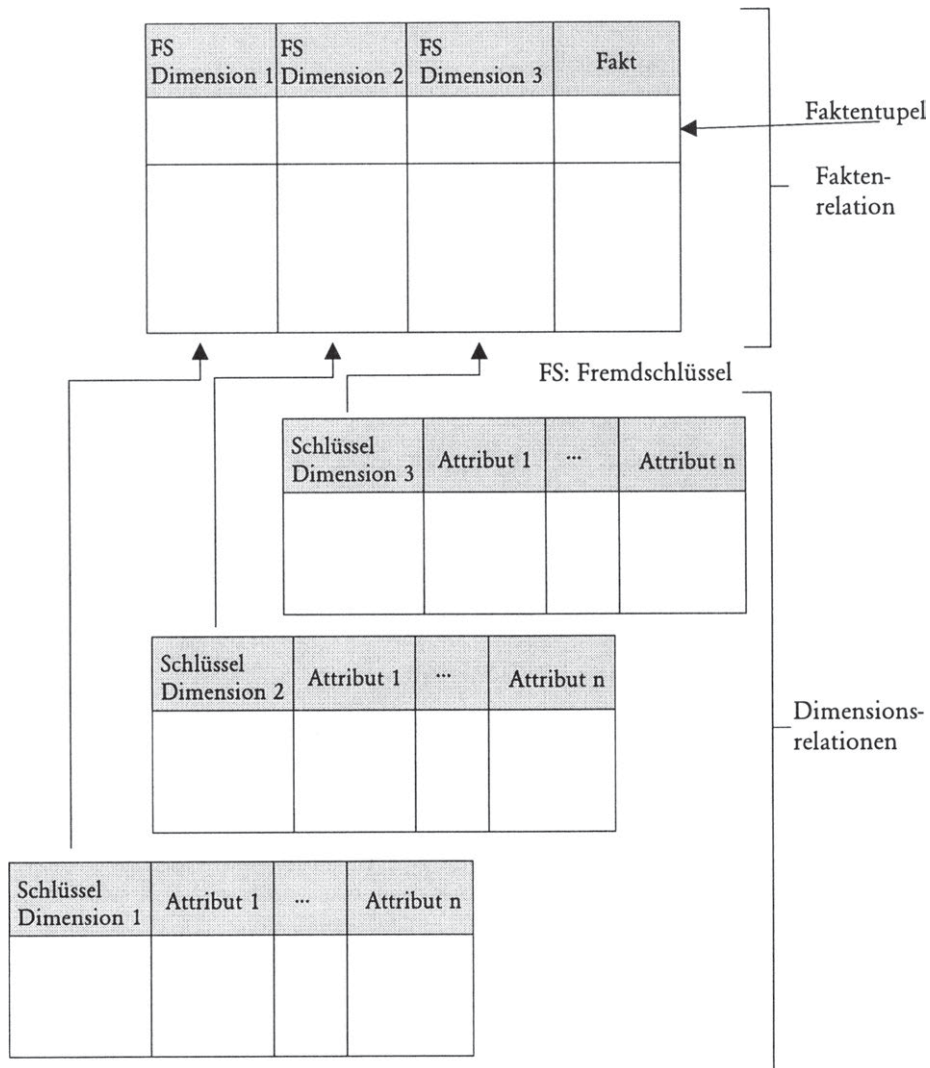 FS
Dimension 1
FS
Dimension 2
FS
Dimension 3
Fakt
Faktentupel
Fakten-
relation
FS: Fremdschlüssel
Schlüssel
Dimension 3
Attribut 1
...
Attribut n
Schlüssel
Dimension 2
Attribut 1
...
Attribut n
Dimensions-
relationen
Schlüssel
Dimension 1
Attribut 1
...
Attribut n